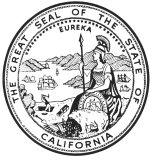 THE GREAT SEAL OF THE STATE OF
CALIFORNIA
EUREKA